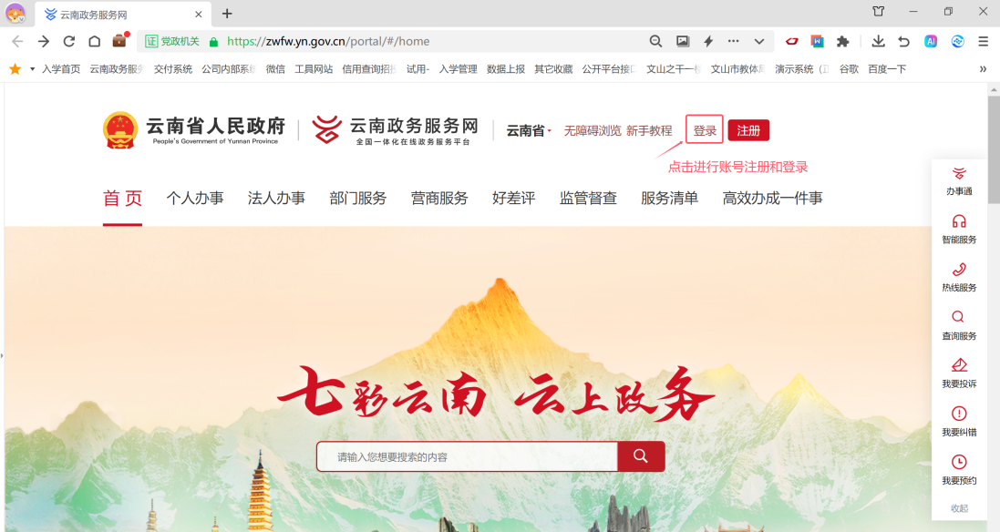 云南政务服务网
证 党政机关 https://zwfw.yn.gov.cn/portal/#/home
入学首页 云南政务服务 交付系统 公司内部系 微信 工具网站 信用查询招 试用- 入学管理 数据上报 其它收藏 公开平台接 文山之千一 文山市教体 演示系统（正 谷歌 百度一下
云南省人民政府
People's Government of Yunnan Province
云南政务服务网
全国一体化在线政务服务平台
云南省 无障碍浏览 新手教程 登录 注册
点击进行账号注册和登录
首页 个人办事 法人办事 部门服务 营商服务 好差评 监管督查 服务清单 高效办成一件事
七彩云南 云上政务
请输入您想要搜索的内容
办事通
智能服务
热线服务
查询服务
我要投诉
我要纠错
我要预约
收起